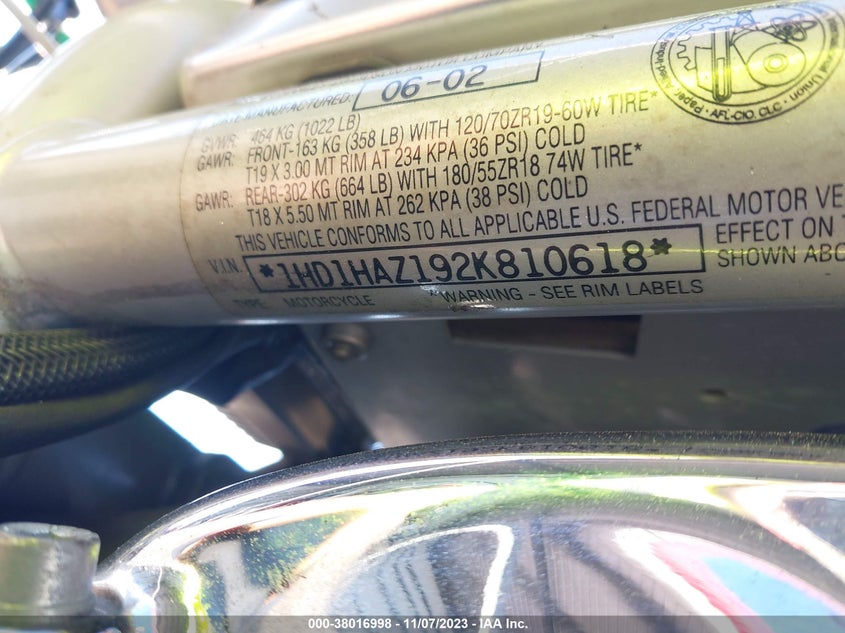 MANUFACTURED: 06-02
GVWR: 464 KG (1022 LB)
GAWR: FRONT-163 KG (358 LB) WITH 120/70ZR19-60W TIRE*
T19 X 3.00 MT RIM AT 234 KPA (36 PSI) COLD
GAWR: REAR-302 KG (664 LB) WITH 180/55ZR18 74W TIRE*
T18 X 5.50 MT RIM AT 262 KPA (38 PSI) COLD
THIS VEHICLE CONFORMS TO ALL APPLICABLE U.S. FEDERAL MOTOR VE
EFFECT ON T
V.I.N. *1HD1HAZ192K810618* SHOWN ABO
TYPE: MOTORCYCLE *WARNING - SEE RIM LABELS
Union
AFL-CIO, CLC
000-38016998 - 11/07/2023 - IAA Inc.